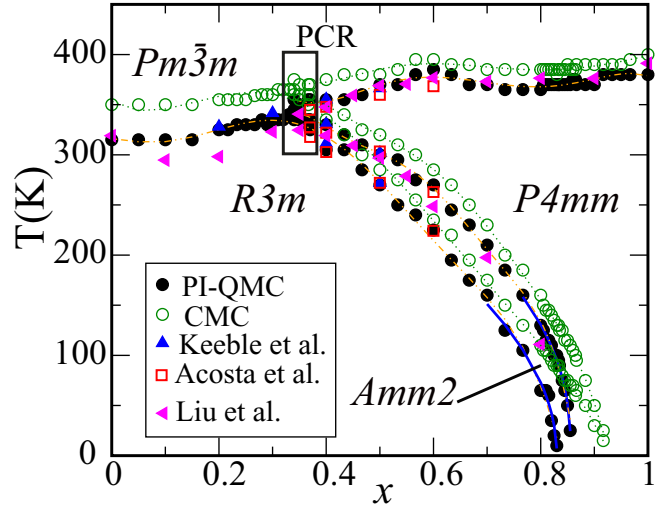 PCR
400
Pm3̄m
300
R3m
P4mm
T(K)
200
PI-QMC
CMC
Keeble et al.
Acosta et al.
Liu et al.
100
Amm2
0
0 0.2 0.4 0.6 0.8 1
x